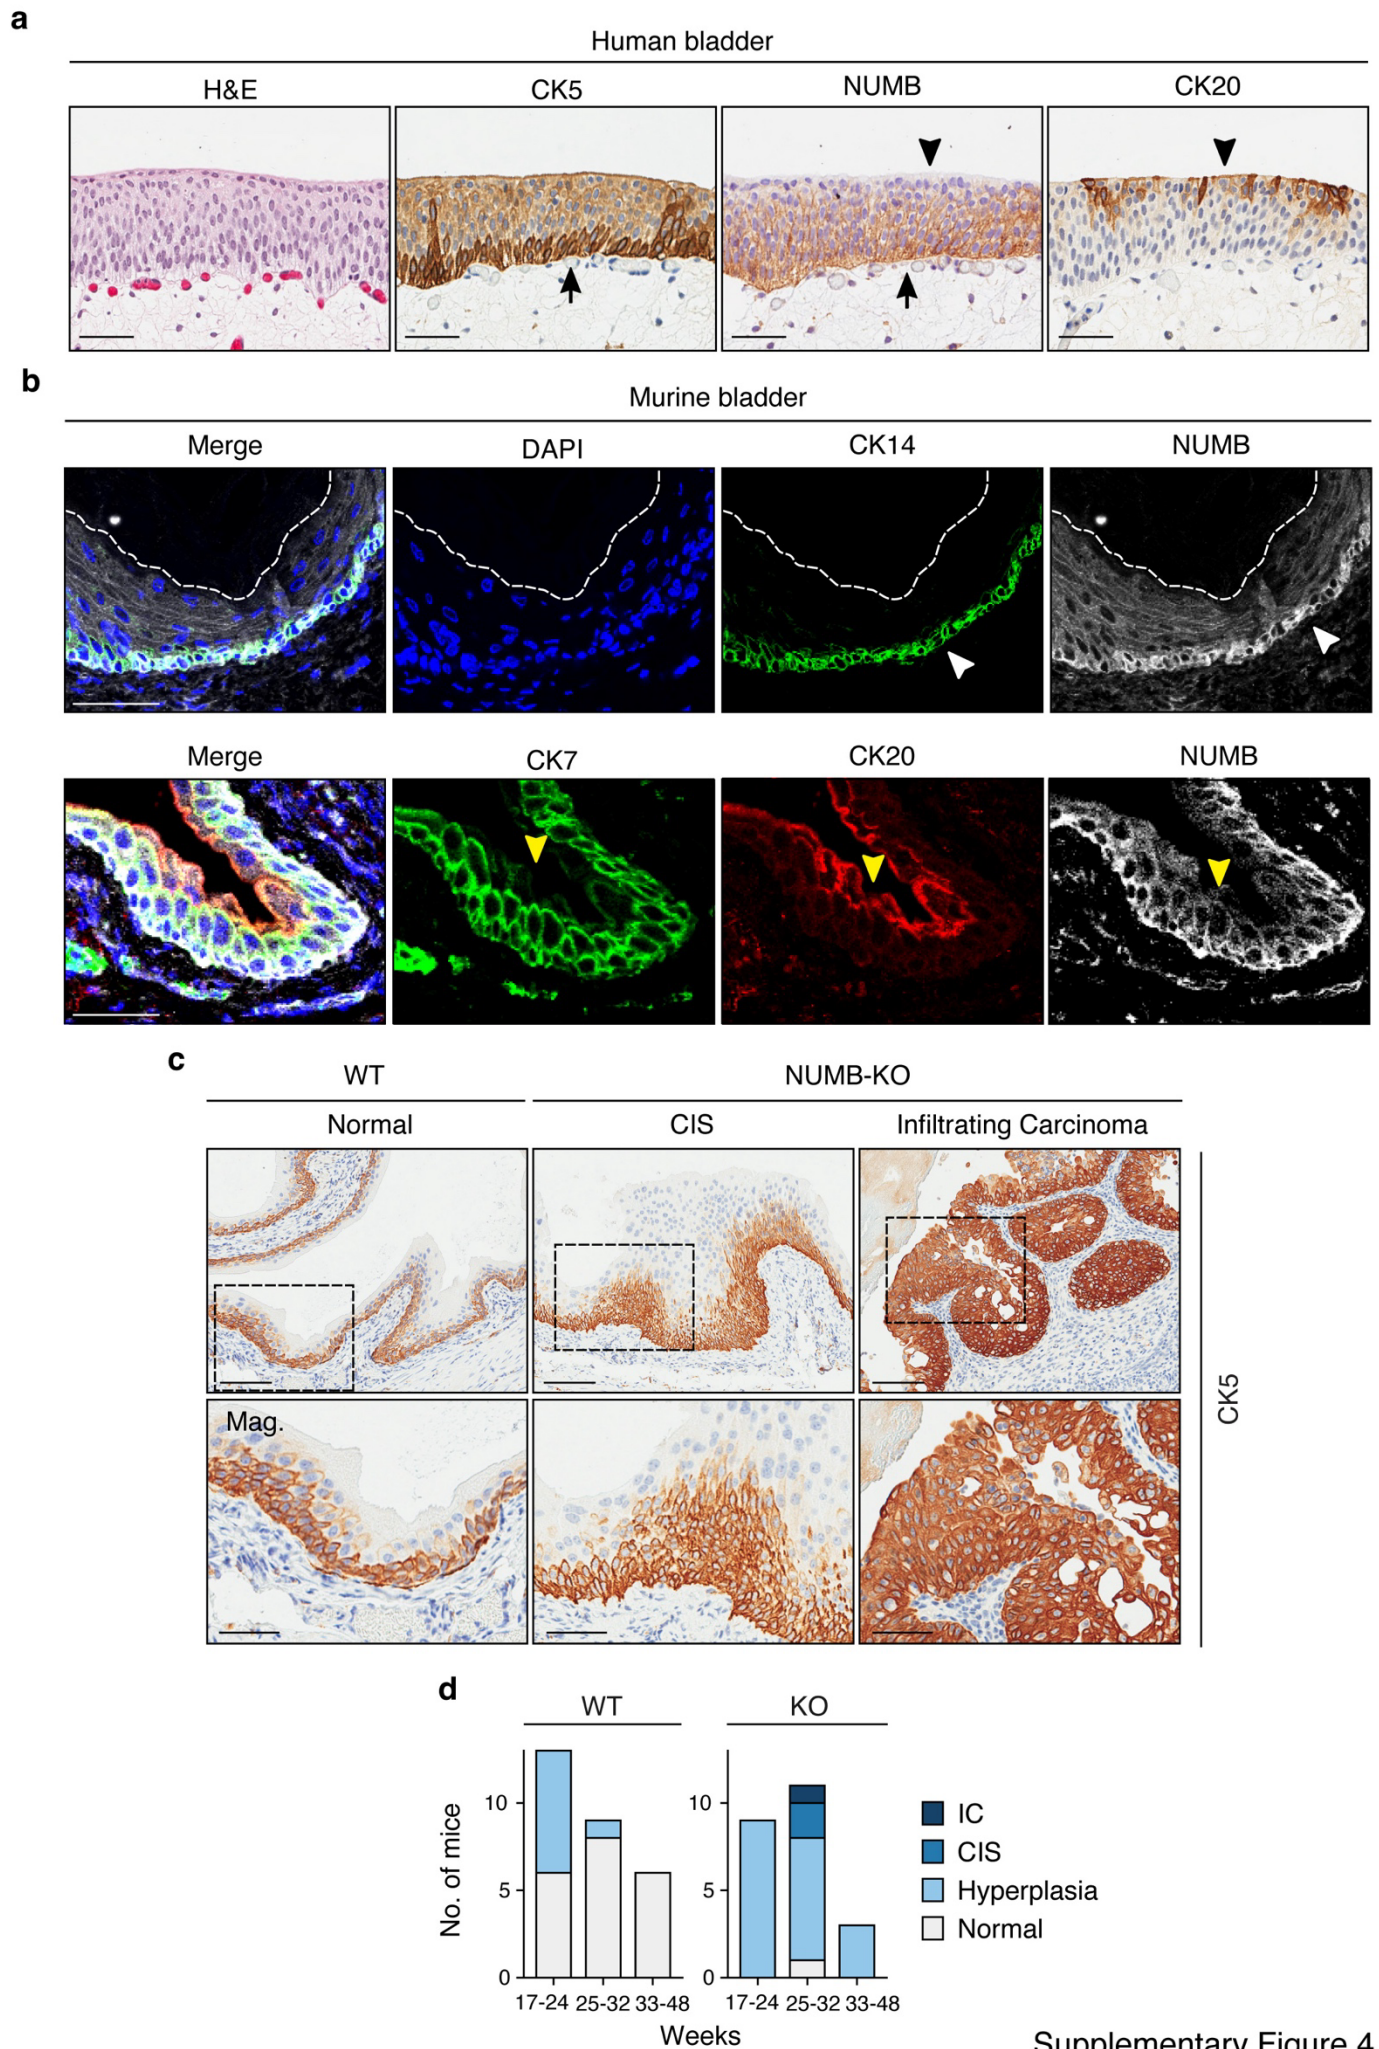 a
Human bladder
H&E CK5 NUMB CK20
b
Murine bladder
Merge DAPI CK14 NUMB
Merge CK7 CK20 NUMB
c
WT NUMB-KO
Normal CIS Infiltrating Carcinoma
CK5
Mag.
d
WT KO
No. of mice
10 10
5 5
0 0
17-24 25-32 33-48 17-24 25-32 33-48
Weeks
IC
CIS
Hyperplasia
Normal
Supplementary Figure 4